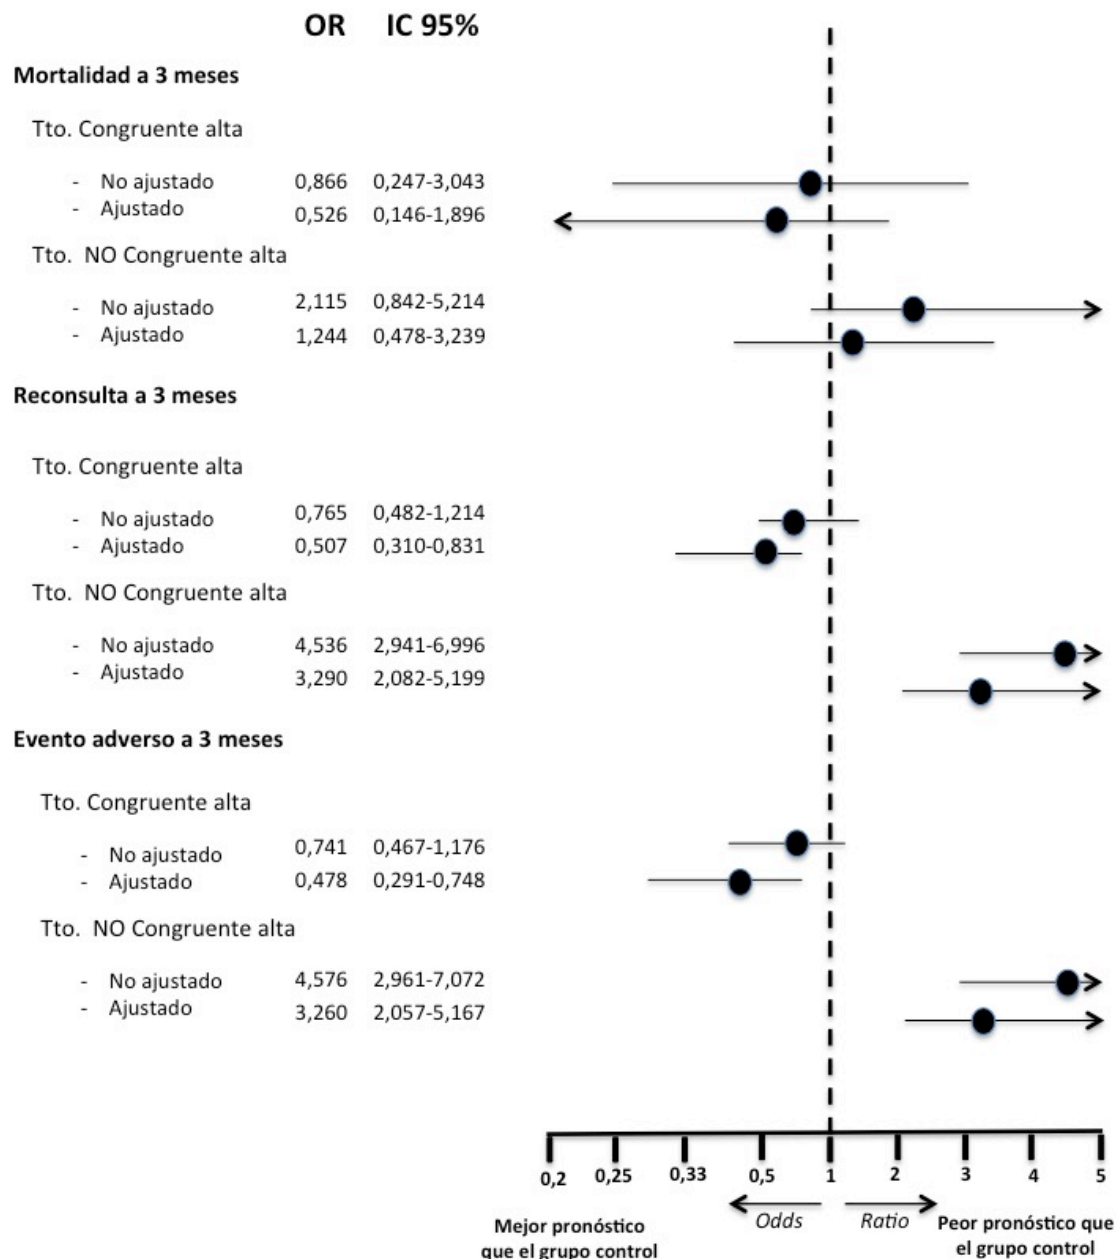 OR IC 95%
Mortalidad a 3 meses
Tto. Congruente alta
- No ajustado 0,866 0,247-3,043
- Ajustado 0,526 0,146-1,896
Tto. NO Congruente alta
- No ajustado 2,115 0,842-5,214
- Ajustado 1,244 0,478-3,239
Reconsulta a 3 meses
Tto. Congruente alta
- No ajustado 0,765 0,482-1,214
- Ajustado 0,507 0,310-0,831
Tto. NO Congruente alta
- No ajustado 4,536 2,941-6,996
- Ajustado 3,290 2,082-5,199
Evento adverso a 3 meses
Tto. Congruente alta
- No ajustado 0,741 0,467-1,176
- Ajustado 0,478 0,291-0,748
Tto. NO Congruente alta
- No ajustado 4,576 2,961-7,072
- Ajustado 3,260 2,057-5,167
0,2 0,25 0,33 0,5 1 2 3 4 5
Odds Ratio
Mejor pronóstico
que el grupo control
Peor pronóstico que
el grupo control